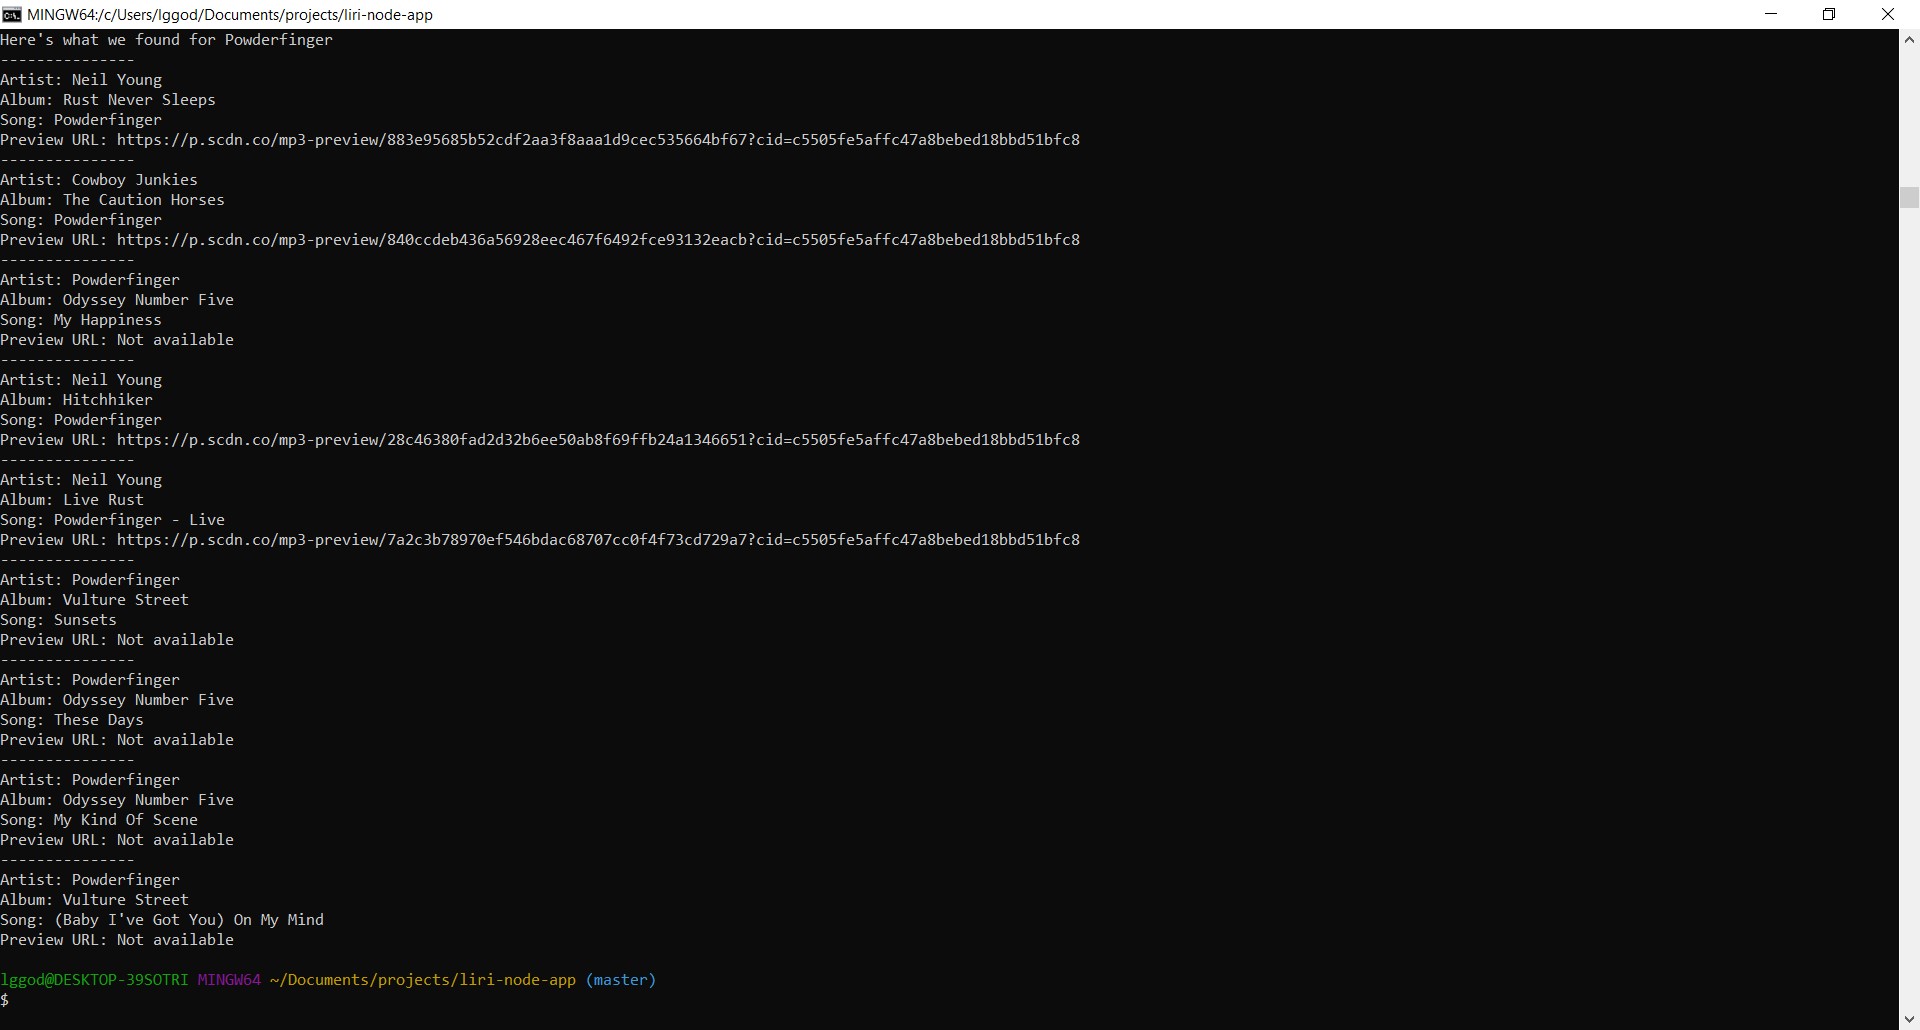 MINGW64:/c/Users/lggod/Documents/projects/liri-node-app
Here's what we found for Powderfinger
---------------
Artist: Neil Young
Album: Rust Never Sleeps
Song: Powderfinger
Preview URL: https://p.scdn.co/mp3-preview/883e95685b52cdf2aa3f8aaa1d9cec535664bf67?cid=c5505fe5affc47a8bebed18bbd51bfc8
---------------
Artist: Cowboy Junkies
Album: The Caution Horses
Song: Powderfinger
Preview URL: https://p.scdn.co/mp3-preview/840ccdeb436a56928eec467f6492fce93132eacb?cid=c5505fe5affc47a8bebed18bbd51bfc8
---------------
Artist: Powderfinger
Album: Odyssey Number Five
Song: My Happiness
Preview URL: Not available
---------------
Artist: Neil Young
Album: Hitchhiker
Song: Powderfinger
Preview URL: https://p.scdn.co/mp3-preview/28c46380fad2d32b6ee50ab8f69ffb24a1346651?cid=c5505fe5affc47a8bebed18bbd51bfc8
---------------
Artist: Neil Young
Album: Live Rust
Song: Powderfinger - Live
Preview URL: https://p.scdn.co/mp3-preview/7a2c3b78970ef546bdac68707cc0f4f73cd729a7?cid=c5505fe5affc47a8bebed18bbd51bfc8
---------------
Artist: Powderfinger
Album: Vulture Street
Song: Sunsets
Preview URL: Not available
---------------
Artist: Powderfinger
Album: Odyssey Number Five
Song: These Days
Preview URL: Not available
---------------
Artist: Powderfinger
Album: Odyssey Number Five
Song: My Kind Of Scene
Preview URL: Not available
---------------
Artist: Powderfinger
Album: Vulture Street
Song: (Baby I've Got You) On My Mind
Preview URL: Not available
lggod@DESKTOP-39SOTRI MINGW64 ~/Documents/projects/liri-node-app (master)
$